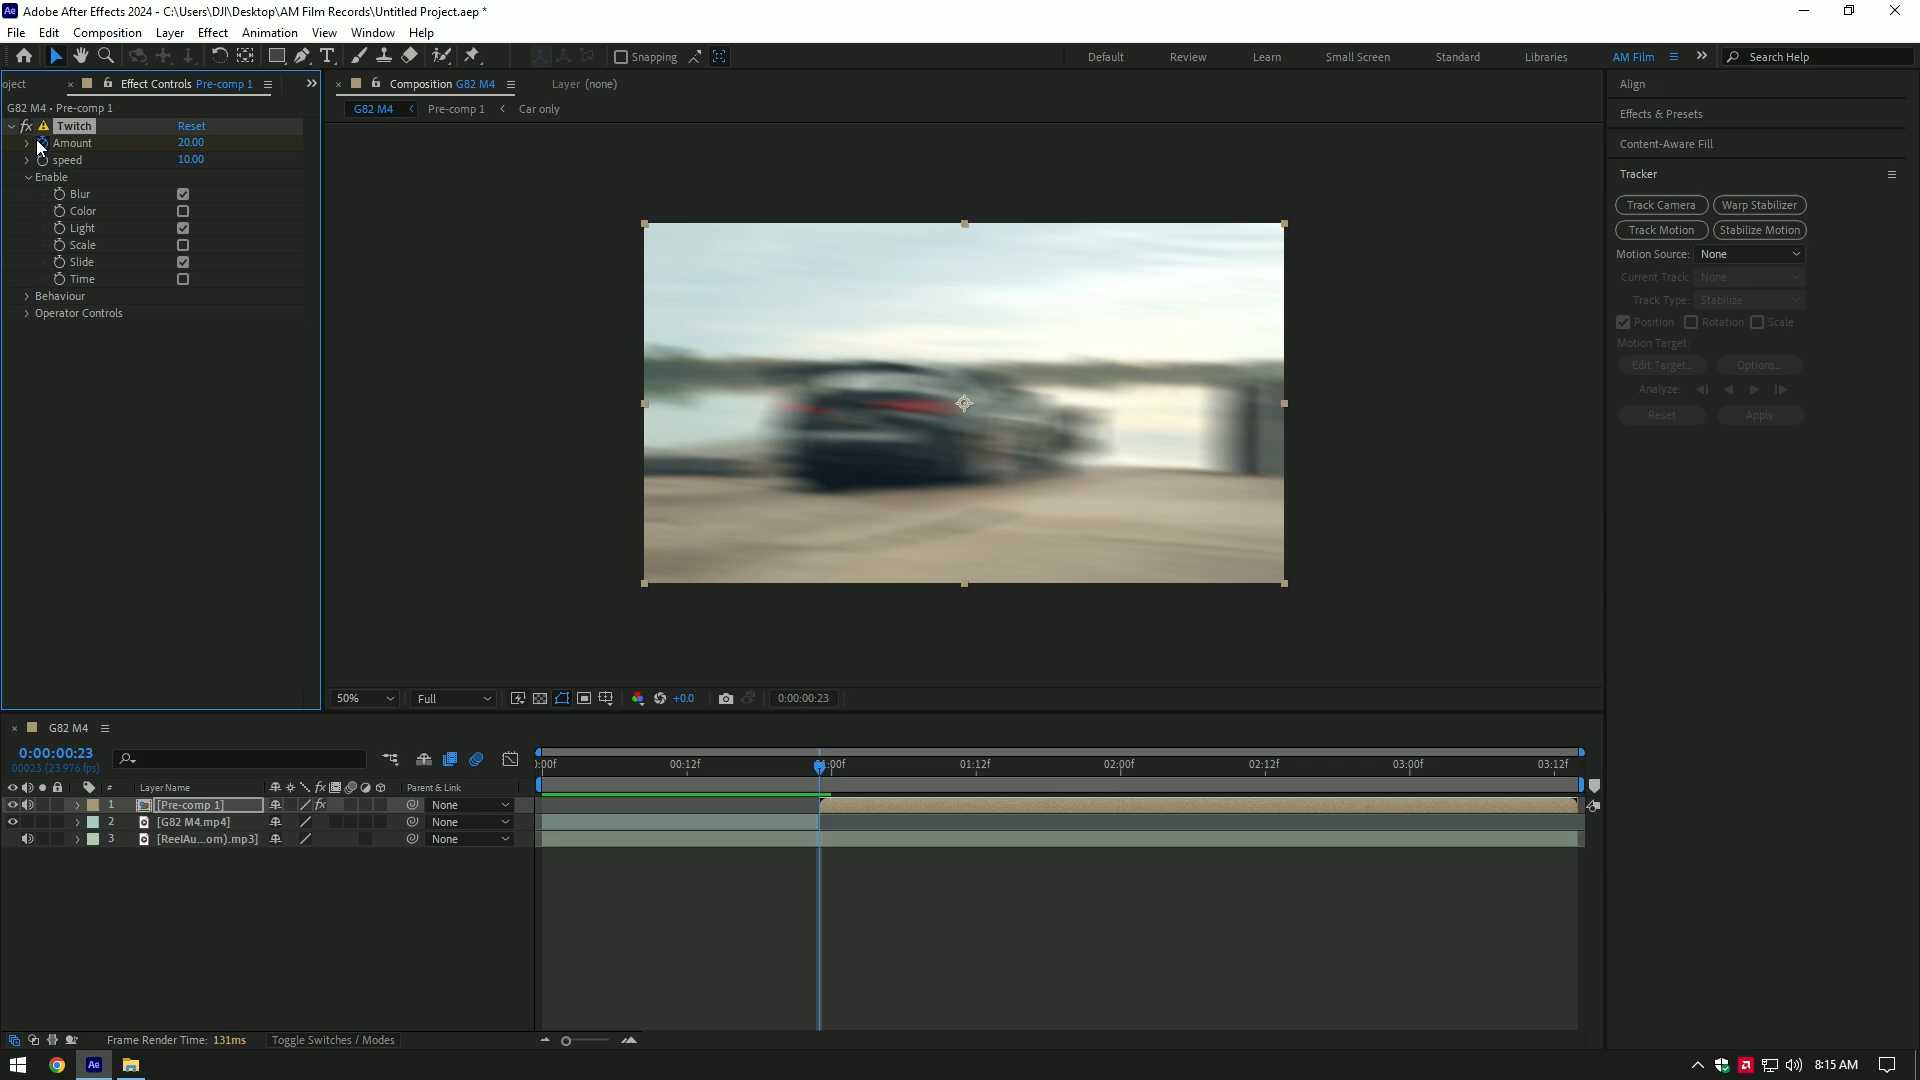 Adobe After Effects 2024 - C:\Users\DJI\Desktop\AM Film Records\Untitled Project.aep *
File Edit Composition Layer Effect Animation View Window Help
Snapping
Default Review Learn Small Screen Standard Libraries AM Film Search Help
oject Effect Controls Pre-comp 1
G82 M4 • Pre-comp 1
fx Twitch Reset
Amount 20.00
speed 10.00
Enable
Blur
Color
Light
Scale
Slide
Time
Behaviour
Operator Controls
Composition G82 M4 Layer (none)
G82 M4 Pre-comp 1 Car only
50% Full +0.0 0:00:00:23
Align
Effects & Presets
Content-Aware Fill
Tracker
Track Camera Warp Stabilizer
Track Motion Stabilize Motion
Motion Source: None
Current Track: None
Track Type: Stabilize
Position Rotation Scale
Motion Target:
Edit Target... Options...
Analyze:
Reset Apply
G82 M4
0:00:00:23
00023 (23.976 fps)
):00f 00:12f 01:00f 01:12f 02:00f 02:12f 03:00f 03:12f
# Layer Name fx Parent & Link
1 [Pre-comp 1] fx None
2 [G82 M4.mp4] None
3 [ReelAu...om).mp3] None
Frame Render Time: 131ms Toggle Switches / Modes
Ae 8:15 AM